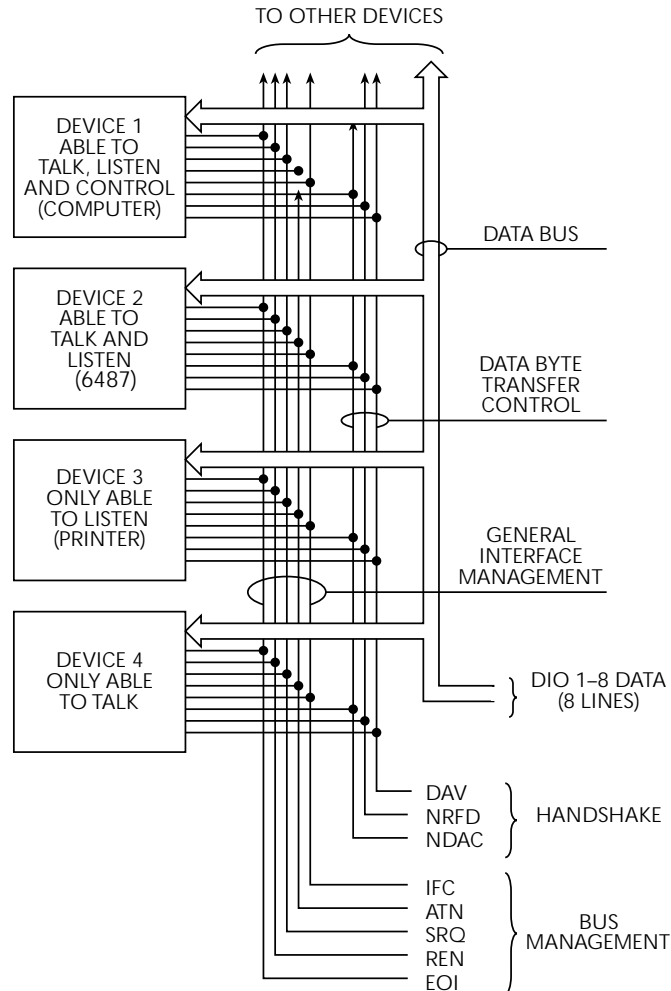 TO OTHER DEVICES
DEVICE 1
ABLE TO
TALK, LISTEN
AND CONTROL
(COMPUTER)
DATA BUS
DEVICE 2
ABLE TO
TALK AND
LISTEN
(6487)
DATA BYTE
TRANSFER
CONTROL
DEVICE 3
ONLY ABLE
TO LISTEN
(PRINTER)
GENERAL
INTERFACE
MANAGEMENT
DEVICE 4
ONLY ABLE
TO TALK
DIO 1–8 DATA
(8 LINES)
DAV
NRFD
NDAC
HANDSHAKE
IFC
ATN
SRQ
REN
EOI
BUS
MANAGEMENT